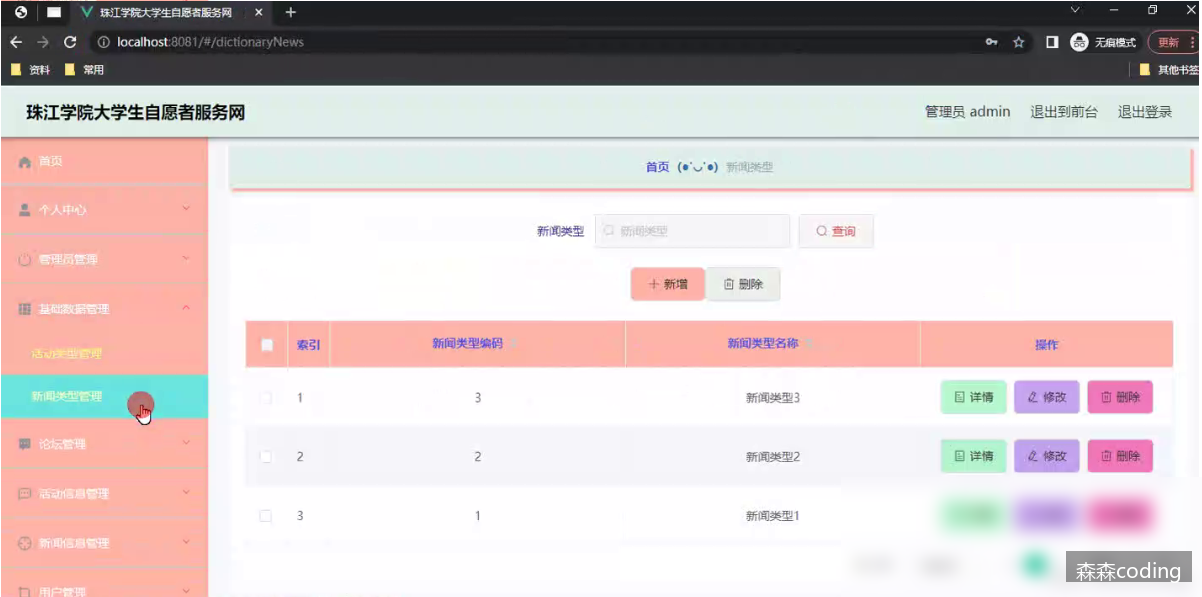 珠江学院大学生自愿者服务网
localhost:8081/#/dictionaryNews
无痕模式
更新
资料
常用
其他书签
珠江学院大学生自愿者服务网
管理员 admin
退出到前台
退出登录
首页
个人中心
管理员管理
基础数据管理
活动类型管理
新闻类型管理
论坛管理
活动信息管理
新闻信息管理
用户管理
首页 (●'◡'●) 新闻类型
新闻类型 新闻类型 查询
新增 删除
索引 新闻类型编码 新闻类型名称 操作
1 3 新闻类型3 详情 修改 删除
2 2 新闻类型2 详情 修改 删除
3 1 新闻类型1
森森coding